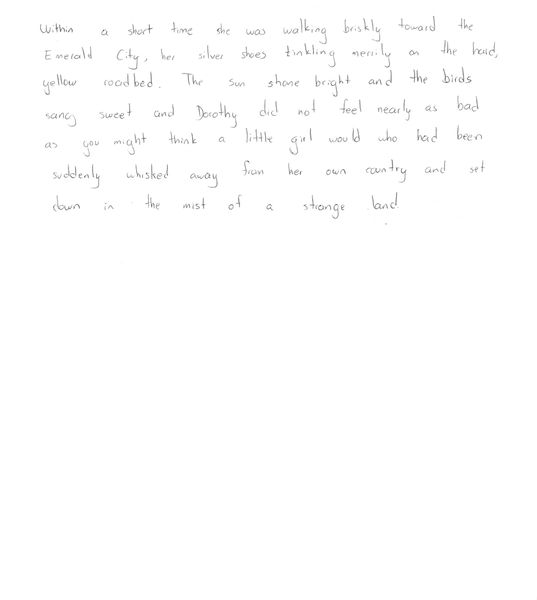 Within a short time she was walking briskly toward the
Emerald City, her silver shoes tinkling merrily on the hard,
yellow roadbed. The sun shone bright and the birds
sang sweet and Dorothy did not feel nearly as bad
as you might think a little girl would who had been
suddenly whisked away from her own country and set
down in the mist of a strange land.